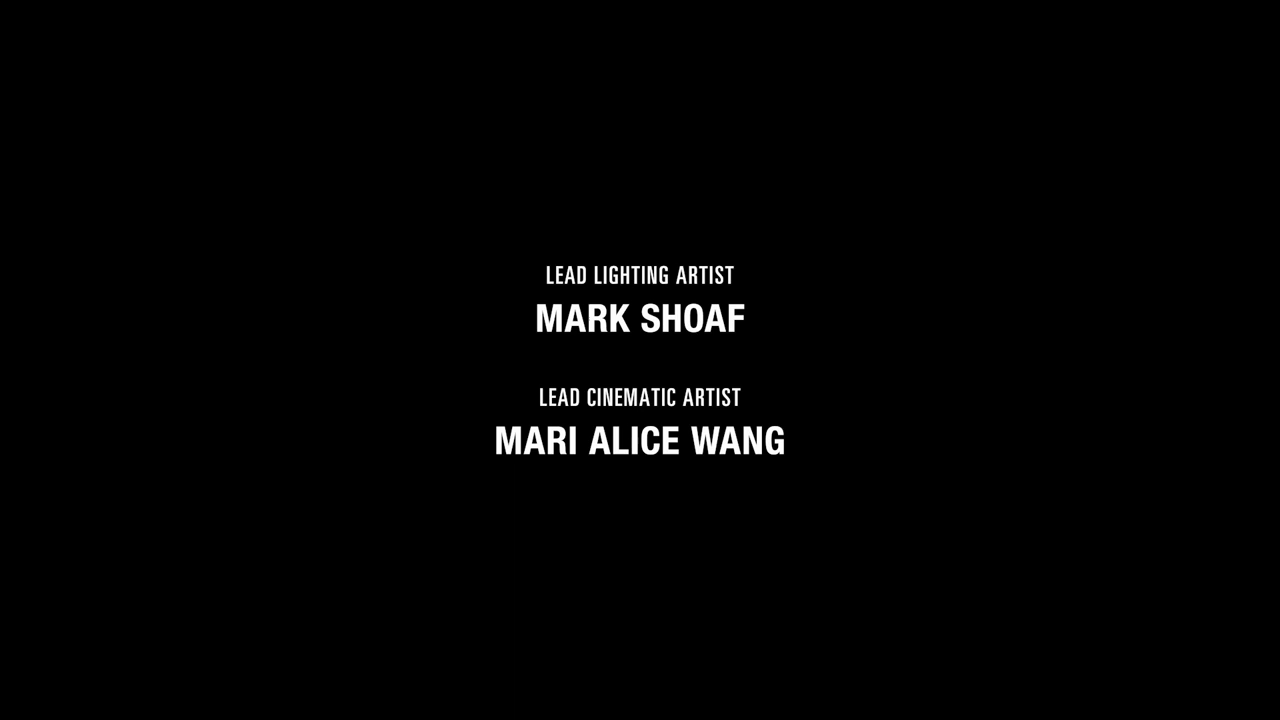 LEAD LIGHTING ARTIST
MARK SHOAF
LEAD CINEMATIC ARTIST
MARI ALICE WANG